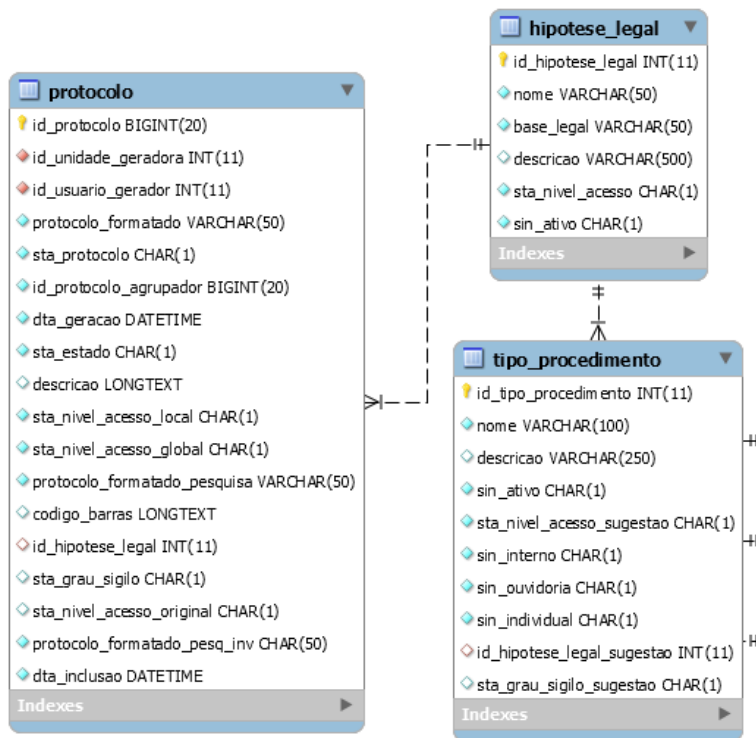 protocolo
id_protocolo BIGINT(20)
id_unidade_geradora INT(11)
id_usuario_gerador INT(11)
protocolo_formatado VARCHAR(50)
sta_protocolo CHAR(1)
id_protocolo_agrupador BIGINT(20)
dta_geracao DATETIME
sta_estado CHAR(1)
descricao LONGTEXT
sta_nivel_acesso_local CHAR(1)
sta_nivel_acesso_global CHAR(1)
protocolo_formatado_pesquisa VARCHAR(50)
codigo_barras LONGTEXT
id_hipotese_legal INT(11)
sta_grau_sigilo CHAR(1)
sta_nivel_acesso_original CHAR(1)
protocolo_formatado_pesq_inv CHAR(50)
dta_inclusao DATETIME
Indexes
hipotese_legal
id_hipotese_legal INT(11)
nome VARCHAR(50)
base_legal VARCHAR(50)
descricao VARCHAR(500)
sta_nivel_acesso CHAR(1)
sin_ativo CHAR(1)
Indexes
tipo_procedimento
id_tipo_procedimento INT(11)
nome VARCHAR(100)
descricao VARCHAR(250)
sin_ativo CHAR(1)
sta_nivel_acesso_sugestao CHAR(1)
sin_interno CHAR(1)
sin_ouvidoria CHAR(1)
sin_individual CHAR(1)
id_hipotese_legal_sugestao INT(11)
sta_grau_sigilo_sugestao CHAR(1)
Indexes